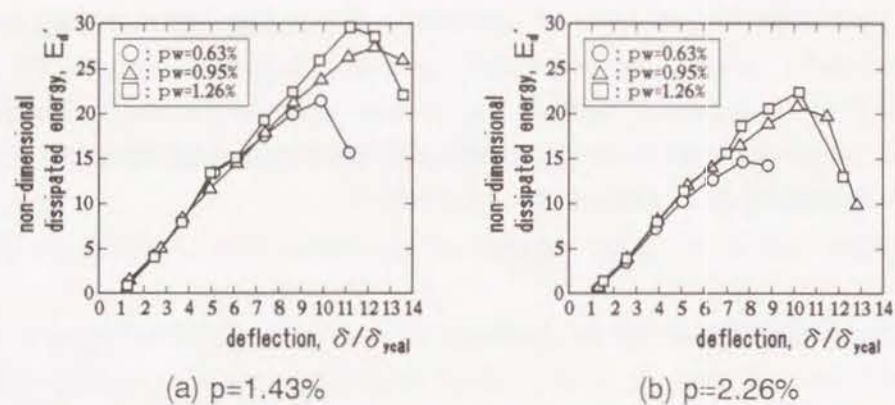 non-dimensional
dissipated energy, E_d'
30
25
20
15
10
5
0
○ : pw=0.63%
△ : pw=0.95%
□ : pw=1.26%
0 1 2 3 4 5 6 7 8 9 10 11 12 13 14
deflection, δ/δycal
(a) p=1.43%
non-dimensional
dissipated energy, E_d'
30
25
20
15
10
5
0
○ : pw=0.63%
△ : pw=0.95%
□ : pw=1.26%
0 1 2 3 4 5 6 7 8 9 10 11 12 13 14
deflection, δ/δycal
(b) p=2.26%